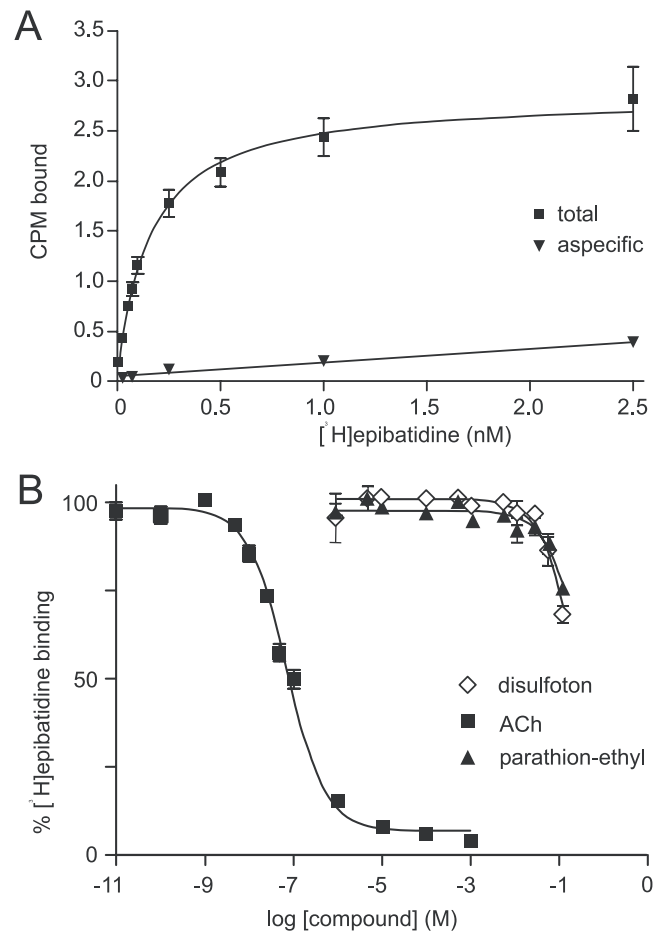 A
CPM bound
3.5
3.0
2.5
2.0
1.5
1.0
0.5
0
total
aspecific
0 0.5 1.0 1.5 2.0 2.5
[³H]epibatidine (nM)
B
% [³H]epibatidine binding
100
50
0
disulfoton
ACh
parathion-ethyl
-11 -9 -7 -5 -3 -1 0
log [compound] (M)